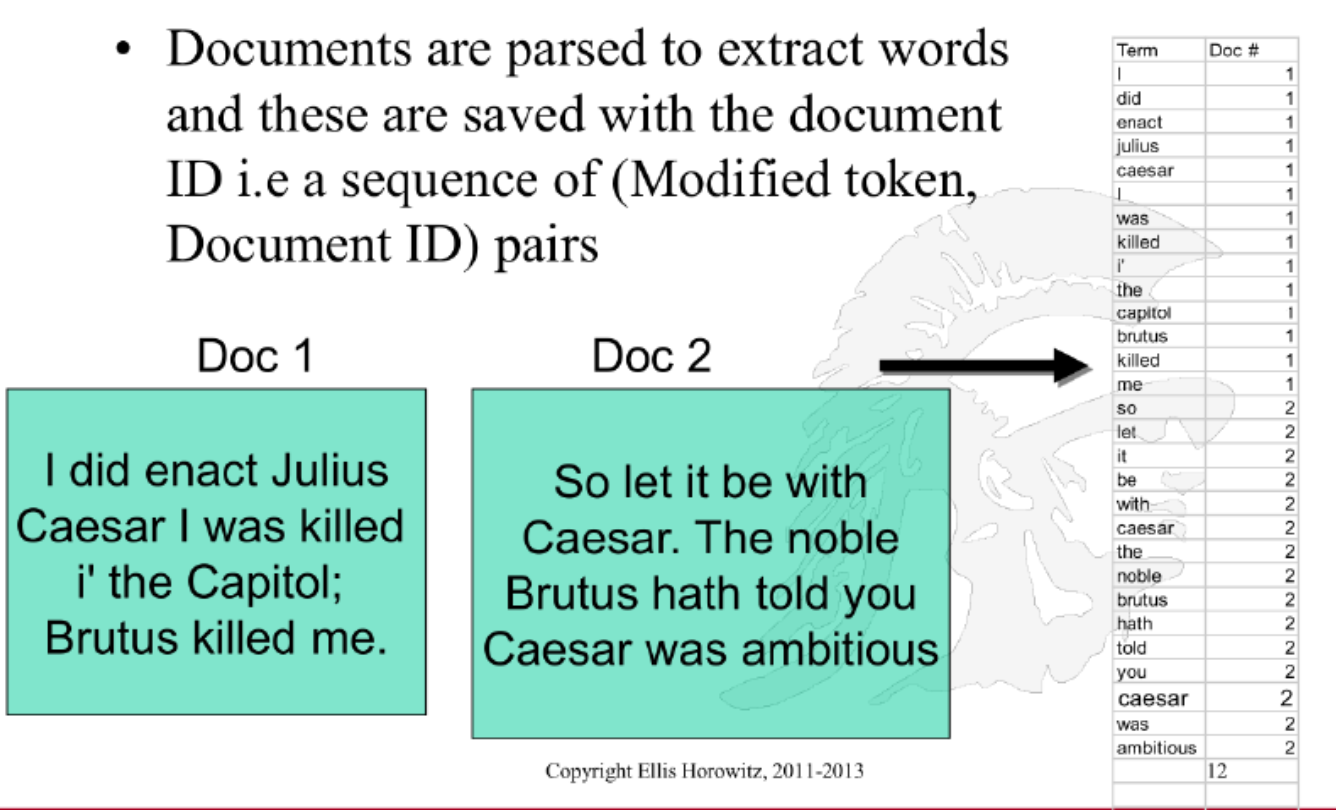 • Documents are parsed to extract words
and these are saved with the document
ID i.e a sequence of (Modified token,
Document ID) pairs
Doc 1
I did enact Julius
Caesar I was killed
i' the Capitol;
Brutus killed me.
Doc 2
So let it be with
Caesar. The noble
Brutus hath told you
Caesar was ambitious
Term Doc #
I 1
did 1
enact 1
julius 1
caesar 1
I 1
was 1
killed 1
i' 1
the 1
capitol 1
brutus 1
killed 1
me 1
so 2
let 2
it 2
be 2
with 2
caesar 2
the 2
noble 2
brutus 2
hath 2
told 2
you 2
caesar 2
was 2
ambitious 2
Copyright Ellis Horowitz, 2011-2013
12